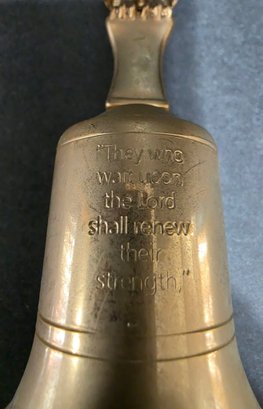 "They who
wait upon
the Lord
shall renew
their
strength,"